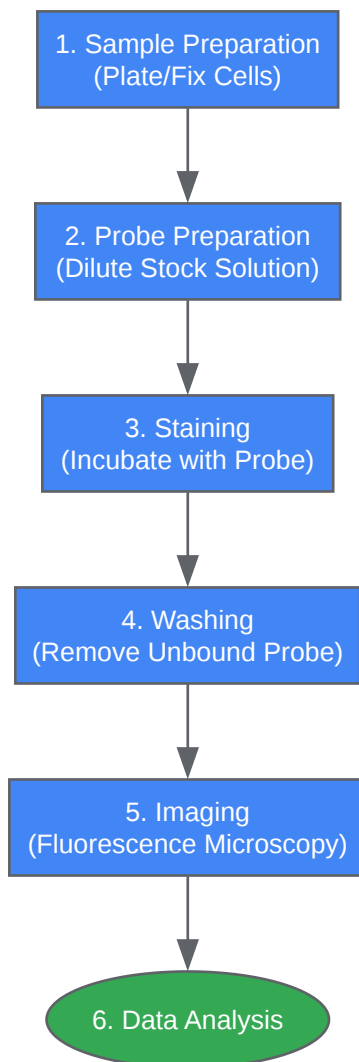 1. Sample Preparation
(Plate/Fix Cells)
2. Probe Preparation
(Dilute Stock Solution)
3. Staining
(Incubate with Probe)
4. Washing
(Remove Unbound Probe)
5. Imaging
(Fluorescence Microscopy)
6. Data Analysis